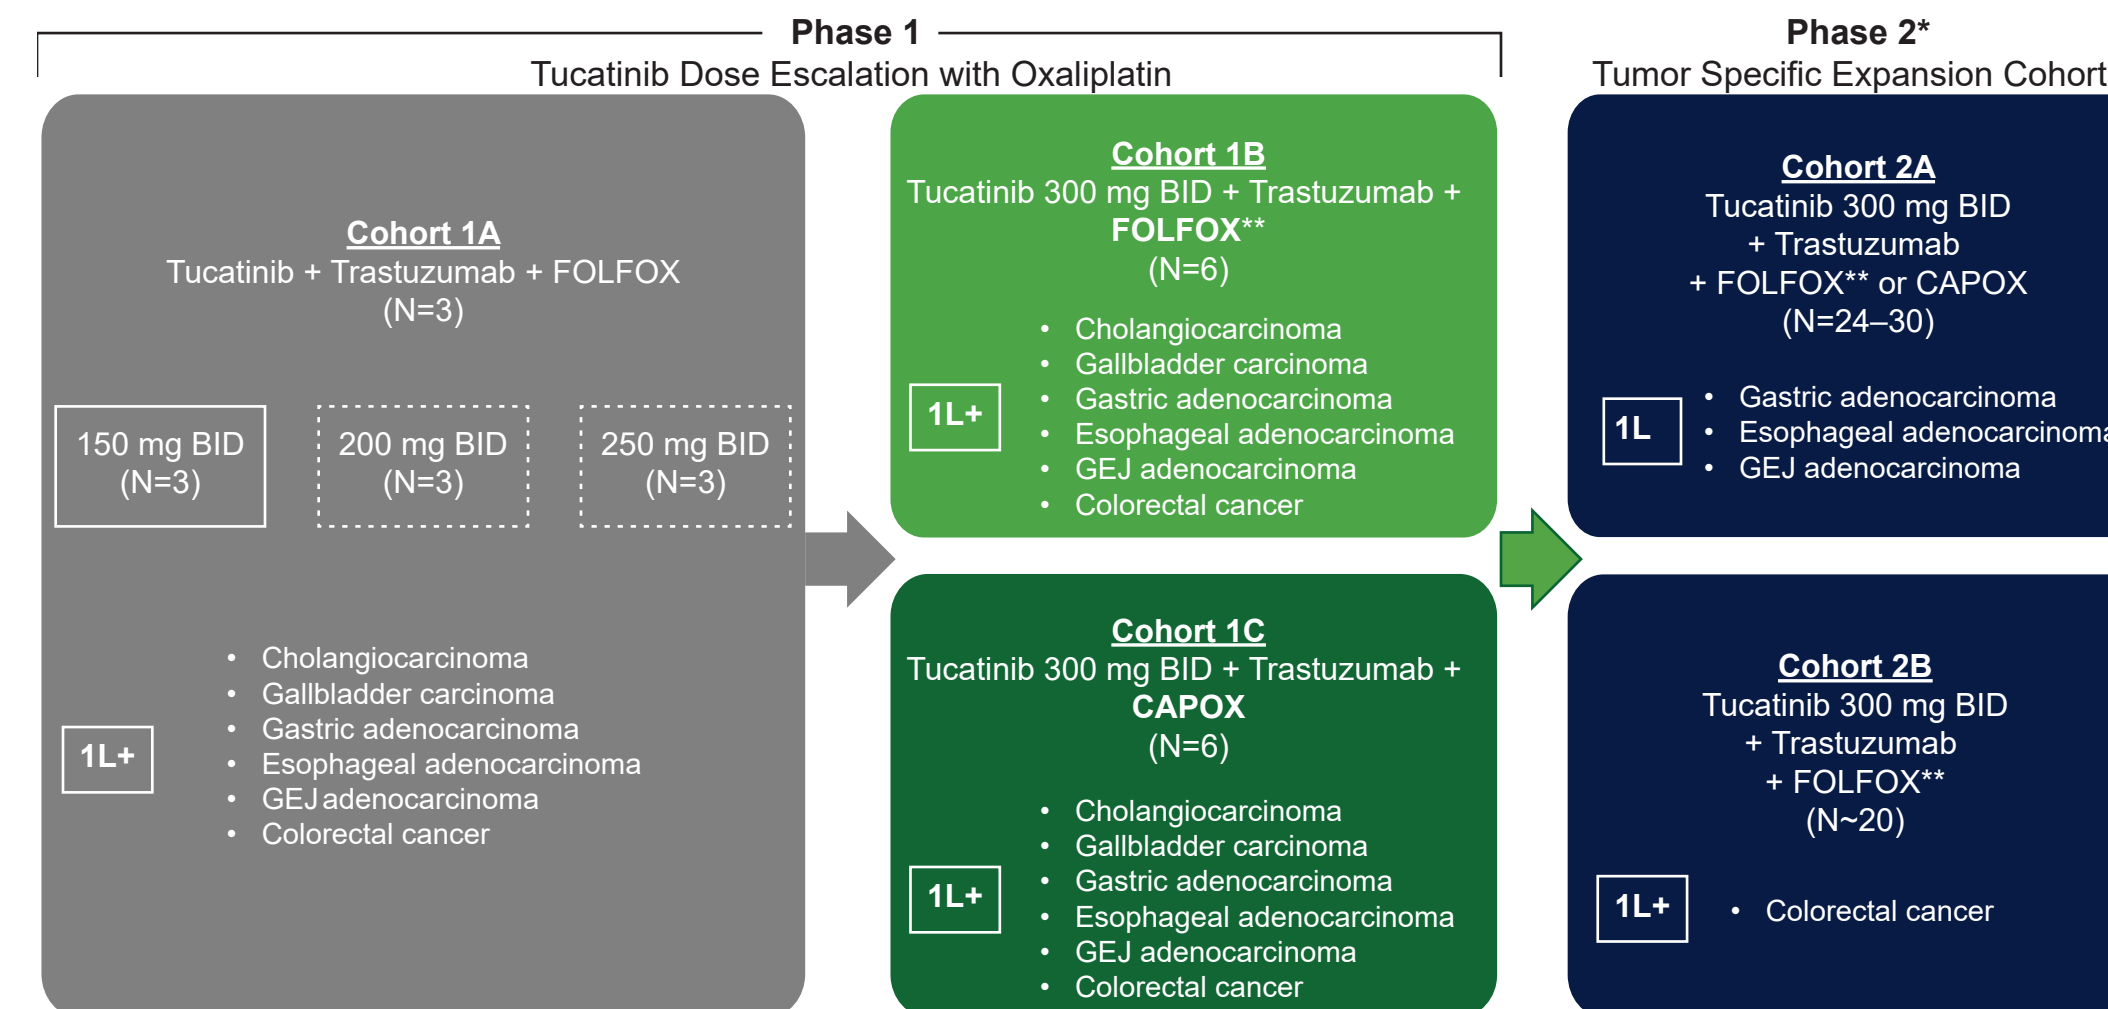 Phase 1
Tucatinib Dose Escalation with Oxaliplatin
Phase 2*
Tumor Specific Expansion Cohort
Cohort 1A
Tucatinib + Trastuzumab + FOLFOX
(N=3)
150 mg BID
(N=3)
200 mg BID
(N=3)
250 mg BID
(N=3)
1L+
• Cholangiocarcinoma
• Gallbladder carcinoma
• Gastric adenocarcinoma
• Esophageal adenocarcinoma
• GEJ adenocarcinoma
• Colorectal cancer
Cohort 1B
Tucatinib 300 mg BID + Trastuzumab +
FOLFOX**
(N=6)
1L+
• Cholangiocarcinoma
• Gallbladder carcinoma
• Gastric adenocarcinoma
• Esophageal adenocarcinoma
• GEJ adenocarcinoma
• Colorectal cancer
Cohort 1C
Tucatinib 300 mg BID + Trastuzumab +
CAPOX
(N=6)
1L+
• Cholangiocarcinoma
• Gallbladder carcinoma
• Gastric adenocarcinoma
• Esophageal adenocarcinoma
• GEJ adenocarcinoma
• Colorectal cancer
Cohort 2A
Tucatinib 300 mg BID
+ Trastuzumab
+ FOLFOX** or CAPOX
(N=24–30)
1L
• Gastric adenocarcinoma
• Esophageal adenocarcinoma
• GEJ adenocarcinoma
Cohort 2B
Tucatinib 300 mg BID
+ Trastuzumab
+ FOLFOX**
(N~20)
1L+
• Colorectal cancer